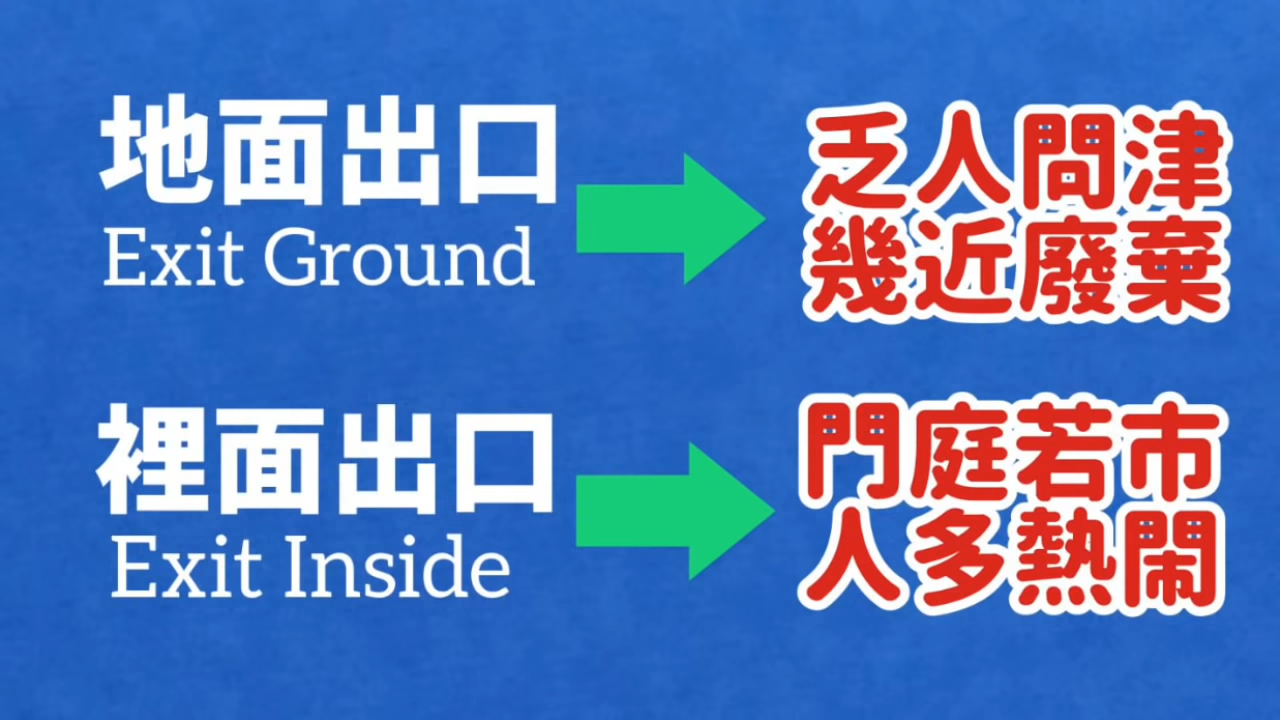 地面出口
Exit Ground
乏人問津
幾近廢棄
裡面出口
Exit Inside
門庭若市
人多熱鬧